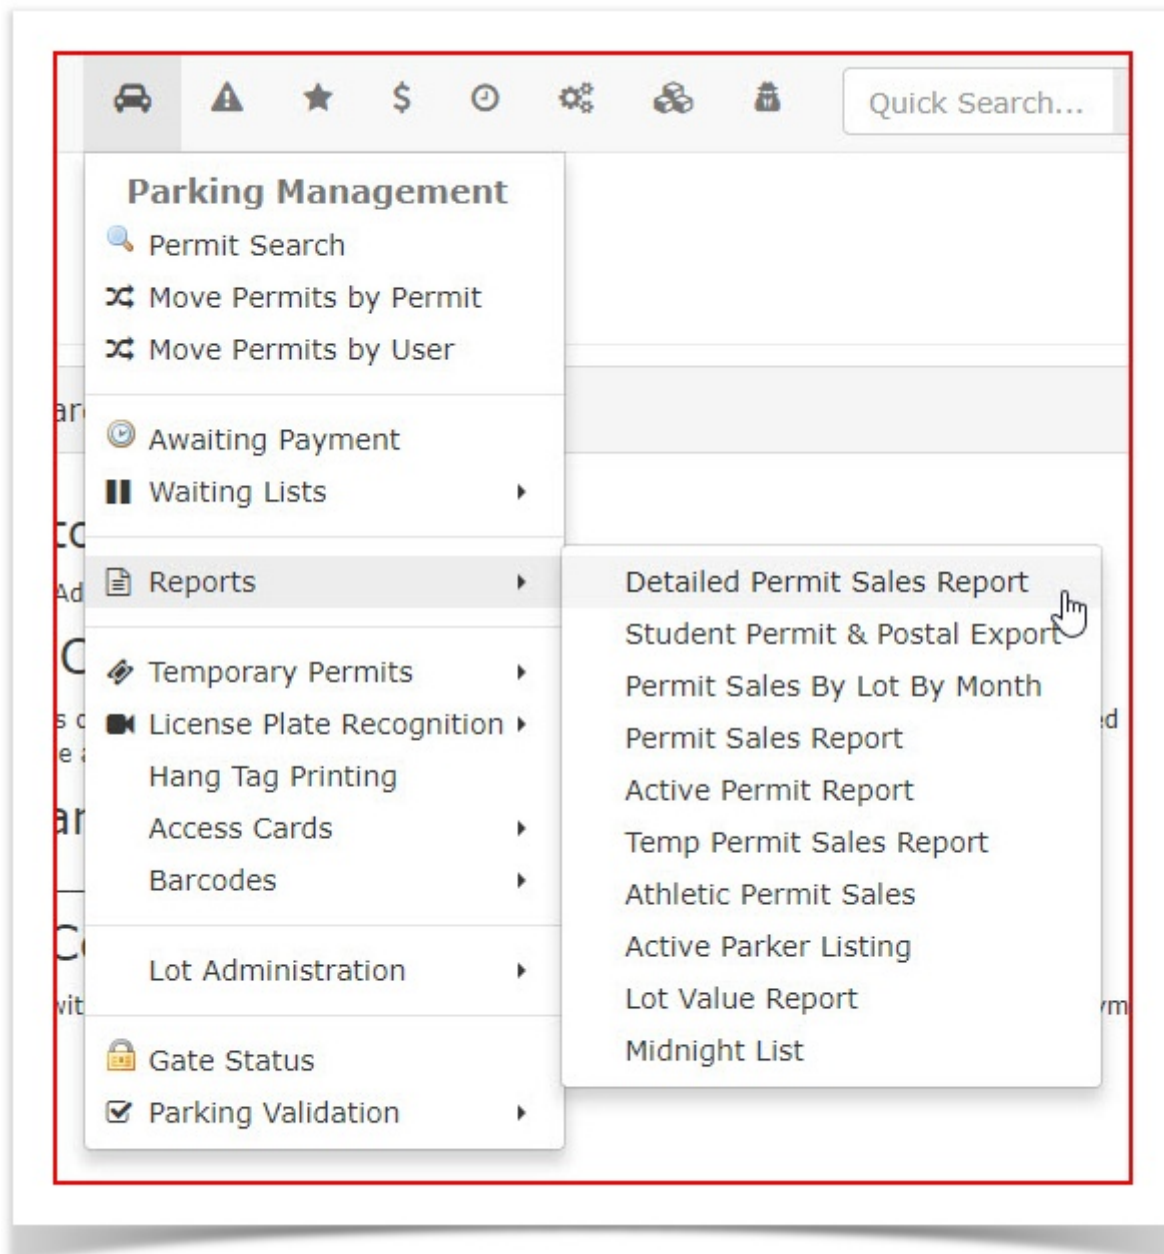 Quick Search...
Parking Management
Permit Search
Move Permits by Permit
Move Permits by User
Awaiting Payment
Waiting Lists
Reports
Temporary Permits
License Plate Recognition
Hang Tag Printing
Access Cards
Barcodes
Lot Administration
Gate Status
Parking Validation
Detailed Permit Sales Report
Student Permit & Postal Export
Permit Sales By Lot By Month
Permit Sales Report
Active Permit Report
Temp Permit Sales Report
Athletic Permit Sales
Active Parker Listing
Lot Value Report
Midnight List